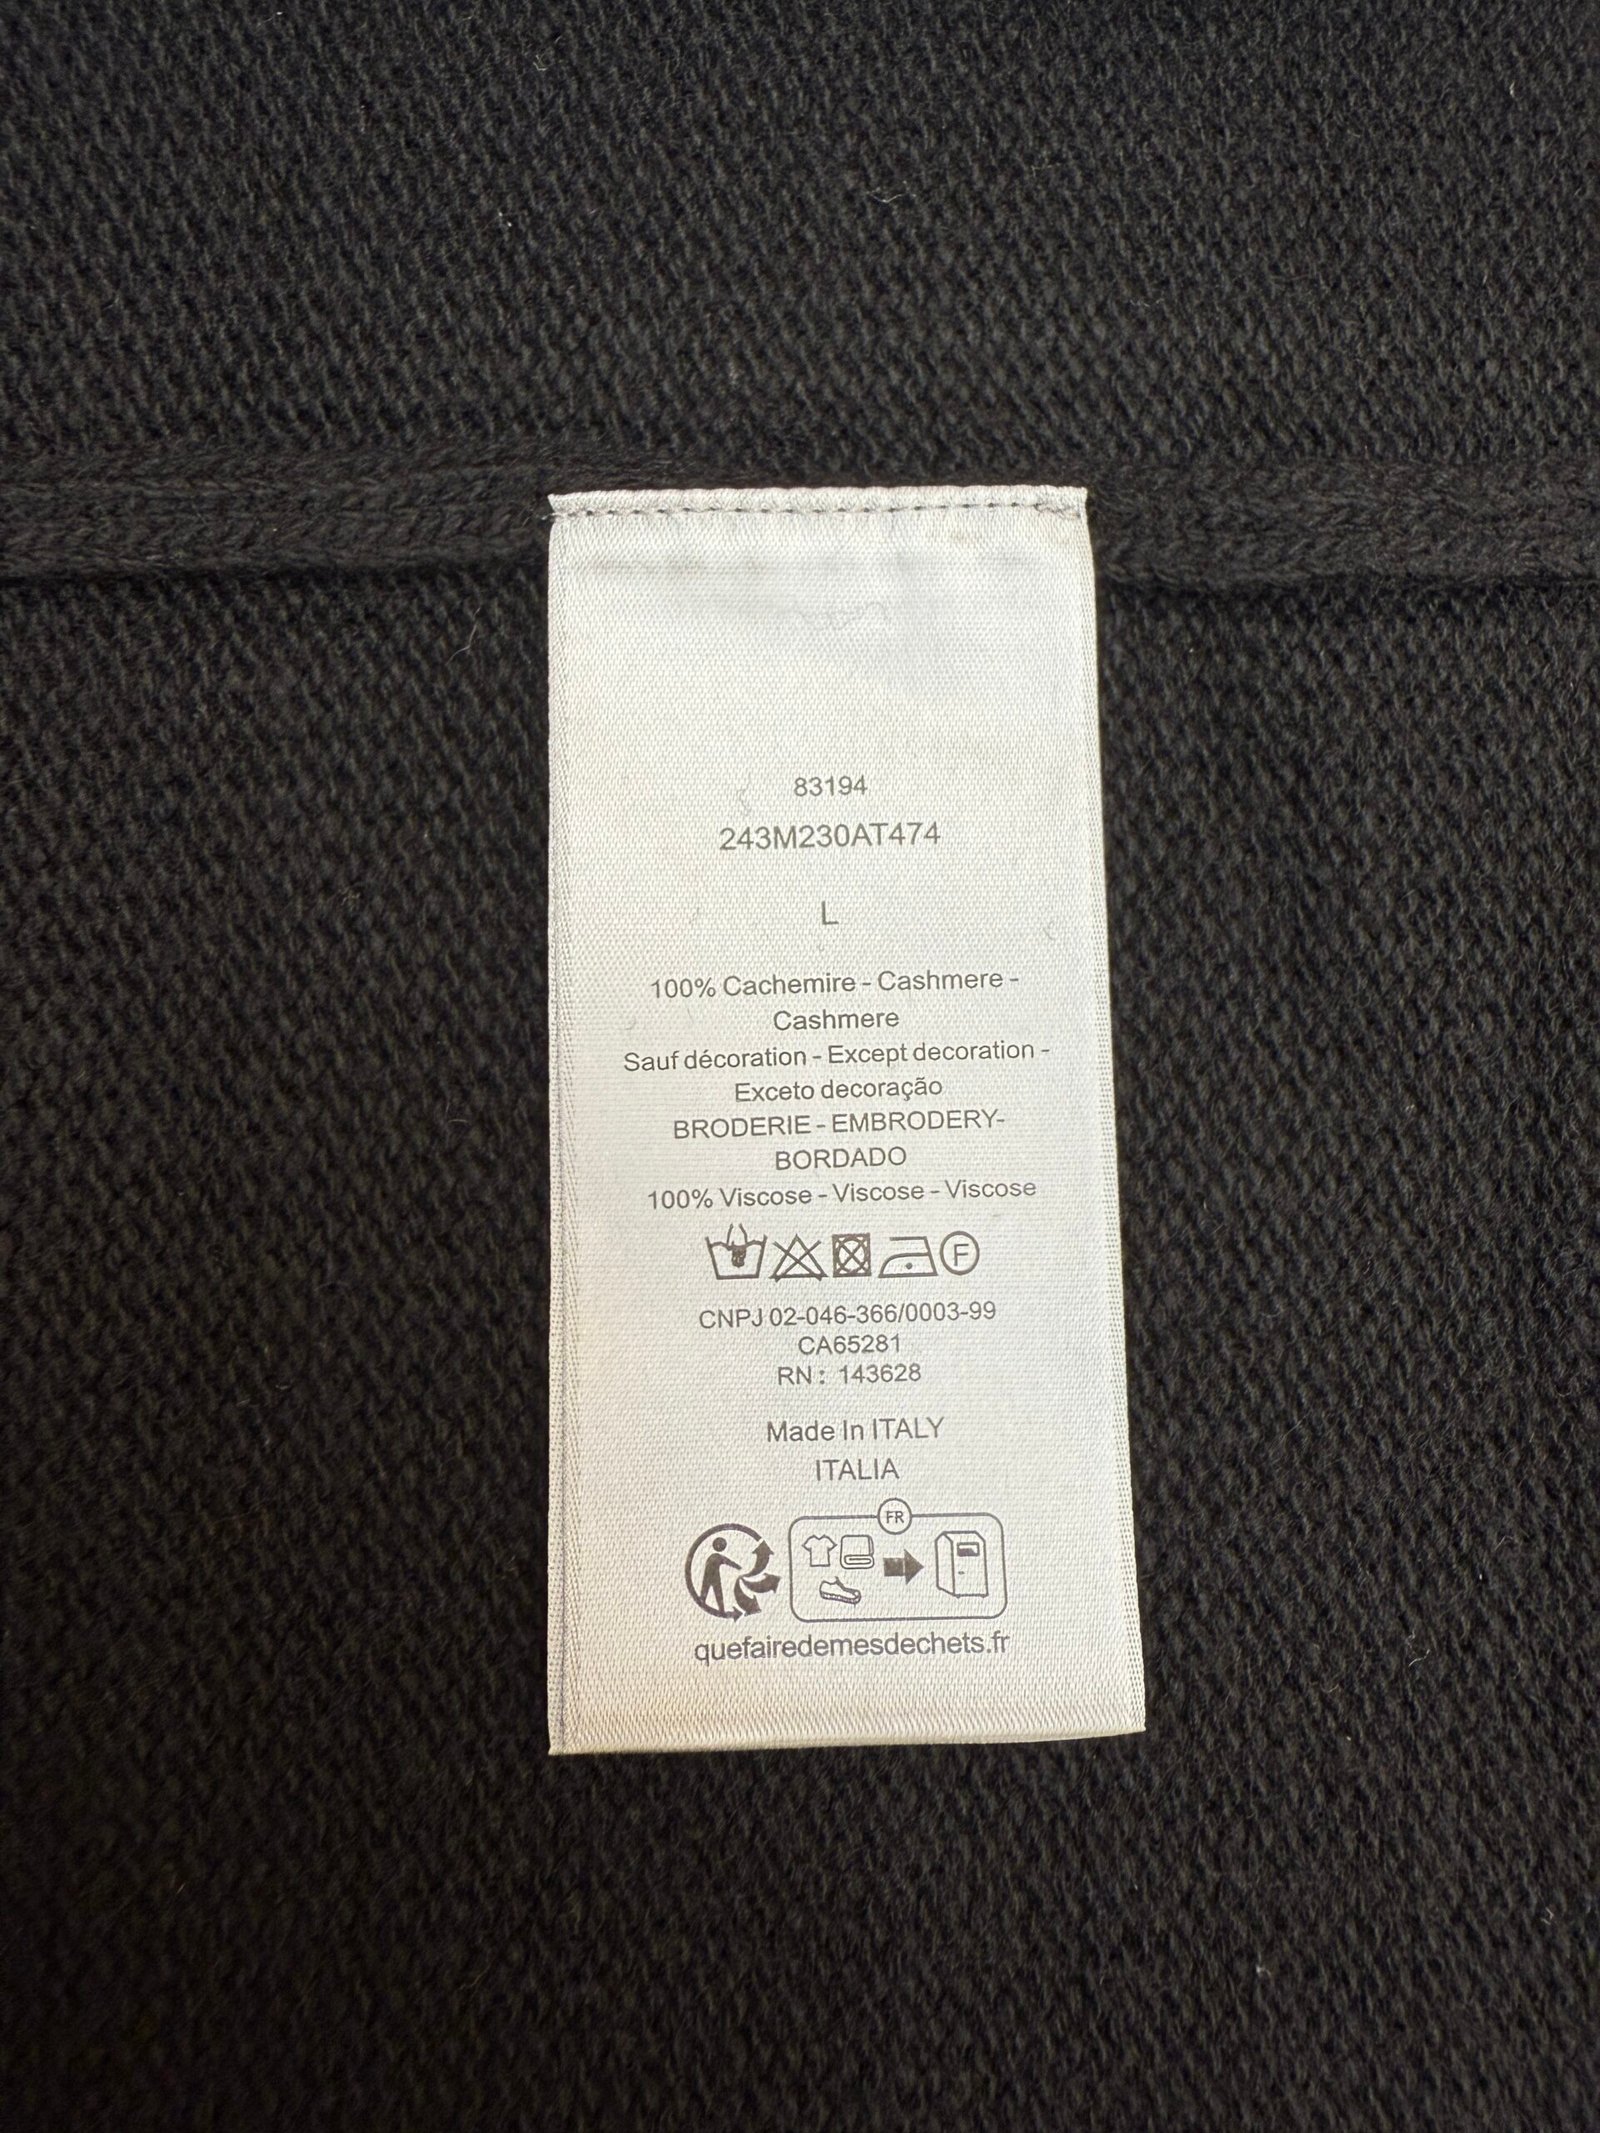 83194
243M230AT474
L
100% Cachemire - Cashmere -
Cashmere
Sauf décoration - Except decoration -
Exceto decoração
BRODERIE - EMBRODERY-
BORDADO
100% Viscose - Viscose - Viscose
F
CNPJ 02-046-366/0003-99
CA65281
RN : 143628
Made In ITALY
ITALIA
FR
quefairedemesdechets.fr